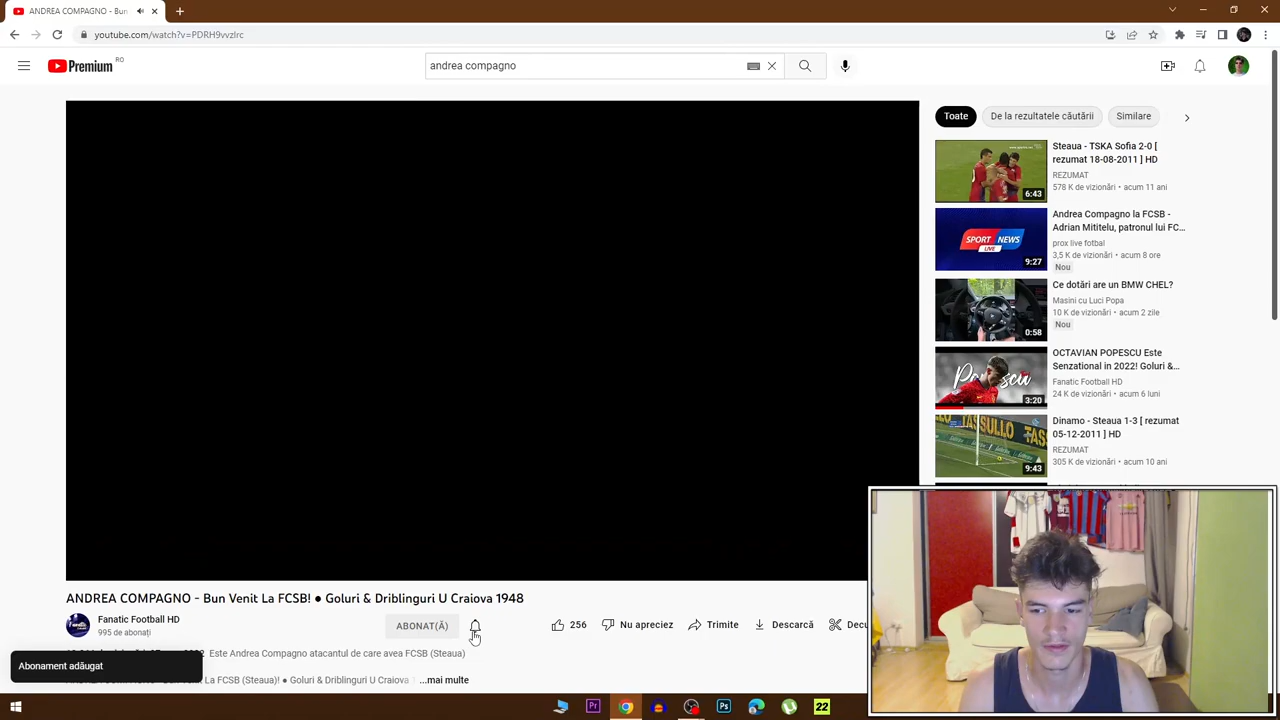 ANDREA COMPAGNO - Bun
youtube.com/watch?v=PDRH9vvzlrc
Premium RO
andrea compagno
Toate
De la rezultatele căutării
Similare
Steaua - TSKA Sofia 2-0 [
rezumat 18-08-2011 ] HD
REZUMAT
578 K de vizionări • acum 11 ani
6:43
Andrea Compagno la FCSB -
Adrian Mititelu, patronul lui FC...
prox live fotbal
3,5 K de vizionări • acum 8 ore
Nou
SPORT NEWS
LIVE
9:27
Ce dotări are un BMW CHEL?
Masini cu Luci Popa
10 K de vizionări • acum 2 zile
Nou
0:58
OCTAVIAN POPESCU Este
Senzational in 2022! Goluri &...
Fanatic Football HD
24 K de vizionări • acum 6 luni
3:20
Dinamo - Steaua 1-3 [ rezumat
05-12-2011 ] HD
REZUMAT
305 K de vizionări • acum 10 ani
TASSULLO
9:43
ANDREA COMPAGNO - Bun Venit La FCSB! ● Goluri & Driblinguri U Craiova 1948
Fanatic Football HD
995 de abonați
ABONAT(Ă)
256
Nu apreciez
Trimite
Descarcă
Decu
Este Andrea Compagno atacantul de care avea FCSB (Steaua)
Abonament adăugat
La FCSB (Steaua)! ● Goluri & Driblinguri U Craiova
...mai multe
Pr
Ps
22